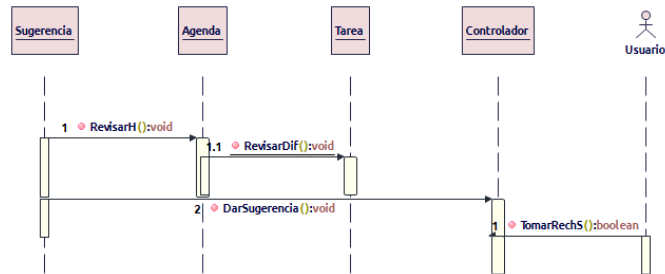 Sugerencia
Agenda
Tarea
Controlador
Usuario
1 RevisarH():void
1.1 RevisarDif():void
2 DarSugerencia():void
1 TomarRechS():boolean